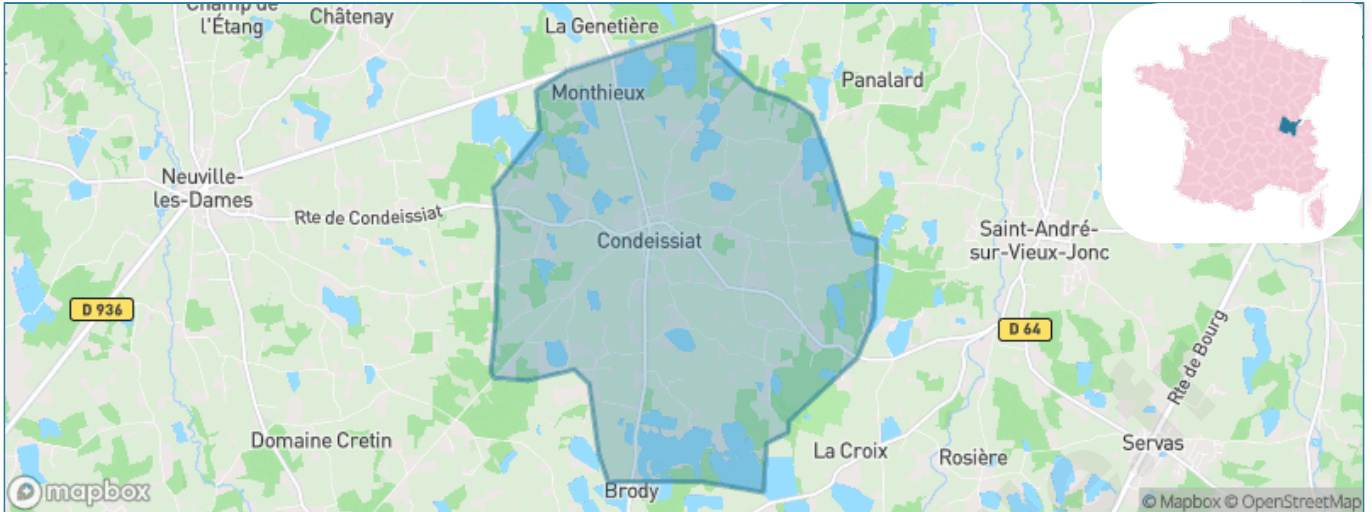 Champ de
l'Étang
Châtenay
La Genetière
Panalard
Monthieux
Neuville-
les-Dames
Rte de Condeissiat
Condeissiat
Saint-André-
sur-Vieux-Jonc
D 936
D 64
Rte de Bourg
Domaine Cretin
La Croix
Rosière
Servas
Brody
mapbox
© Mapbox © OpenStreetMap